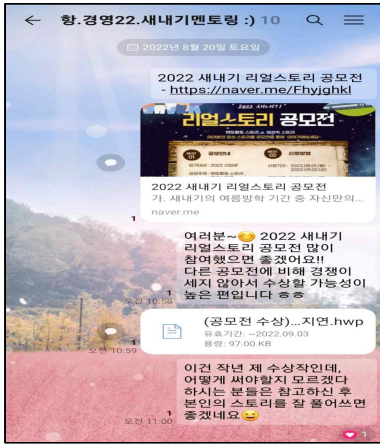 항.경영22.새내기멘토링 :) 10
2022년 8월 20일 토요일
2022 새내기 리얼스토리 공모전
- https://naver.me/Fhyjghkl
2022 새내기
리얼스토리 공모전
공모안내
신청방법
2022 새내기 리얼스토리 공모전
가. 새내기의 여름방학 기간 중 자신만의...
naver.me
1
여러분~😊 2022 새내기
리얼스토리 공모전 많이
참여했으면 좋겠어요!!
다른 공모전에 비해 경쟁이
세지 않아서 수상할 가능성이
높은 편입니다 ㅎㅎ
1
오전 10:58
(공모전 수상)...지연.hwp
유효기간: ~2022.09.03
용량: 97.00 KB
1
오전 10:59
이건 작년 제 수상작인데,
어떻게 써야할지 모르겠다
하시는 분들은 참고하신 후
본인의 스토리를 잘 풀어쓰면
좋겠네요😅
1
오전 11:00
1